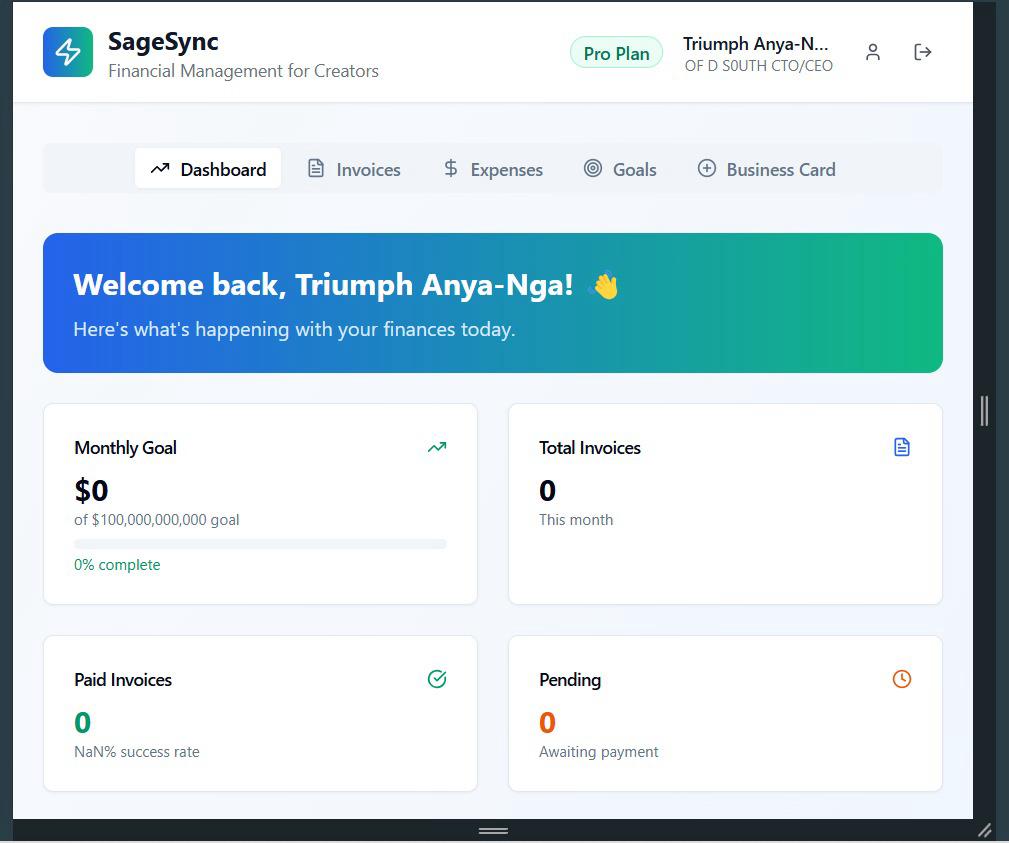 SageSync
Financial Management for Creators
Pro Plan
Triumph Anya-N...
OF D S0UTH CTO/CEO
Dashboard
Invoices
Expenses
Goals
Business Card
Welcome back, Triumph Anya-Nga! 👋
Here's what's happening with your finances today.
Monthly Goal
$0
of $100,000,000,000 goal
0% complete
Total Invoices
0
This month
Paid Invoices
0
NaN% success rate
Pending
0
Awaiting payment